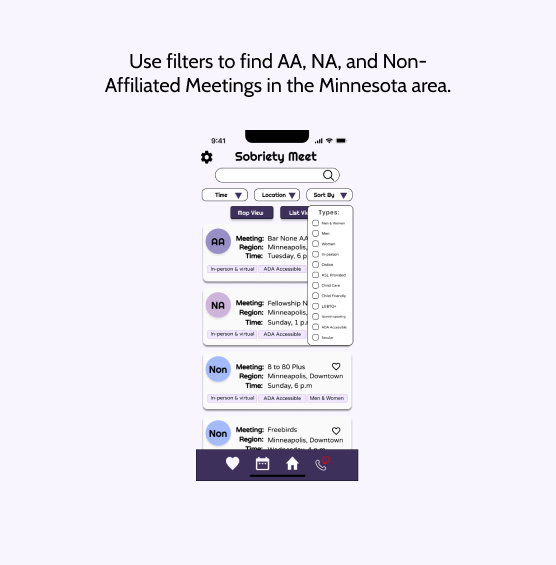 Use filters to find AA, NA, and Non-
Affiliated Meetings in the Minnesota area.
9:41
Sobriety Meet
Time
Location
Sort By
Map View
List Vi
Types:
Men & Women
Men
Women
In-person
Online
ASL Provided
Child Care
Child Friendly
LGBTQ+
Spanish speaking
ADA Accessible
AA
Meeting: Bar None AA
Region: Minneapolis,
Time: Tuesday, 6 p
In-person & virtual ADA Accessible
NA
Meeting: Fellowship N
Region: Minneapolis,
Time: Sunday, 1 p.
In-person & virtual ADA Accessible
Non
Meeting: 8 to 80 Plus
Region: Minneapolis, Downtown
Time: Sunday, 6 p.m
In-person & virtual ADA Accessible Men & Women
Non
Meeting: Freebirds
Region: Minneapolis, Downtown
Time: